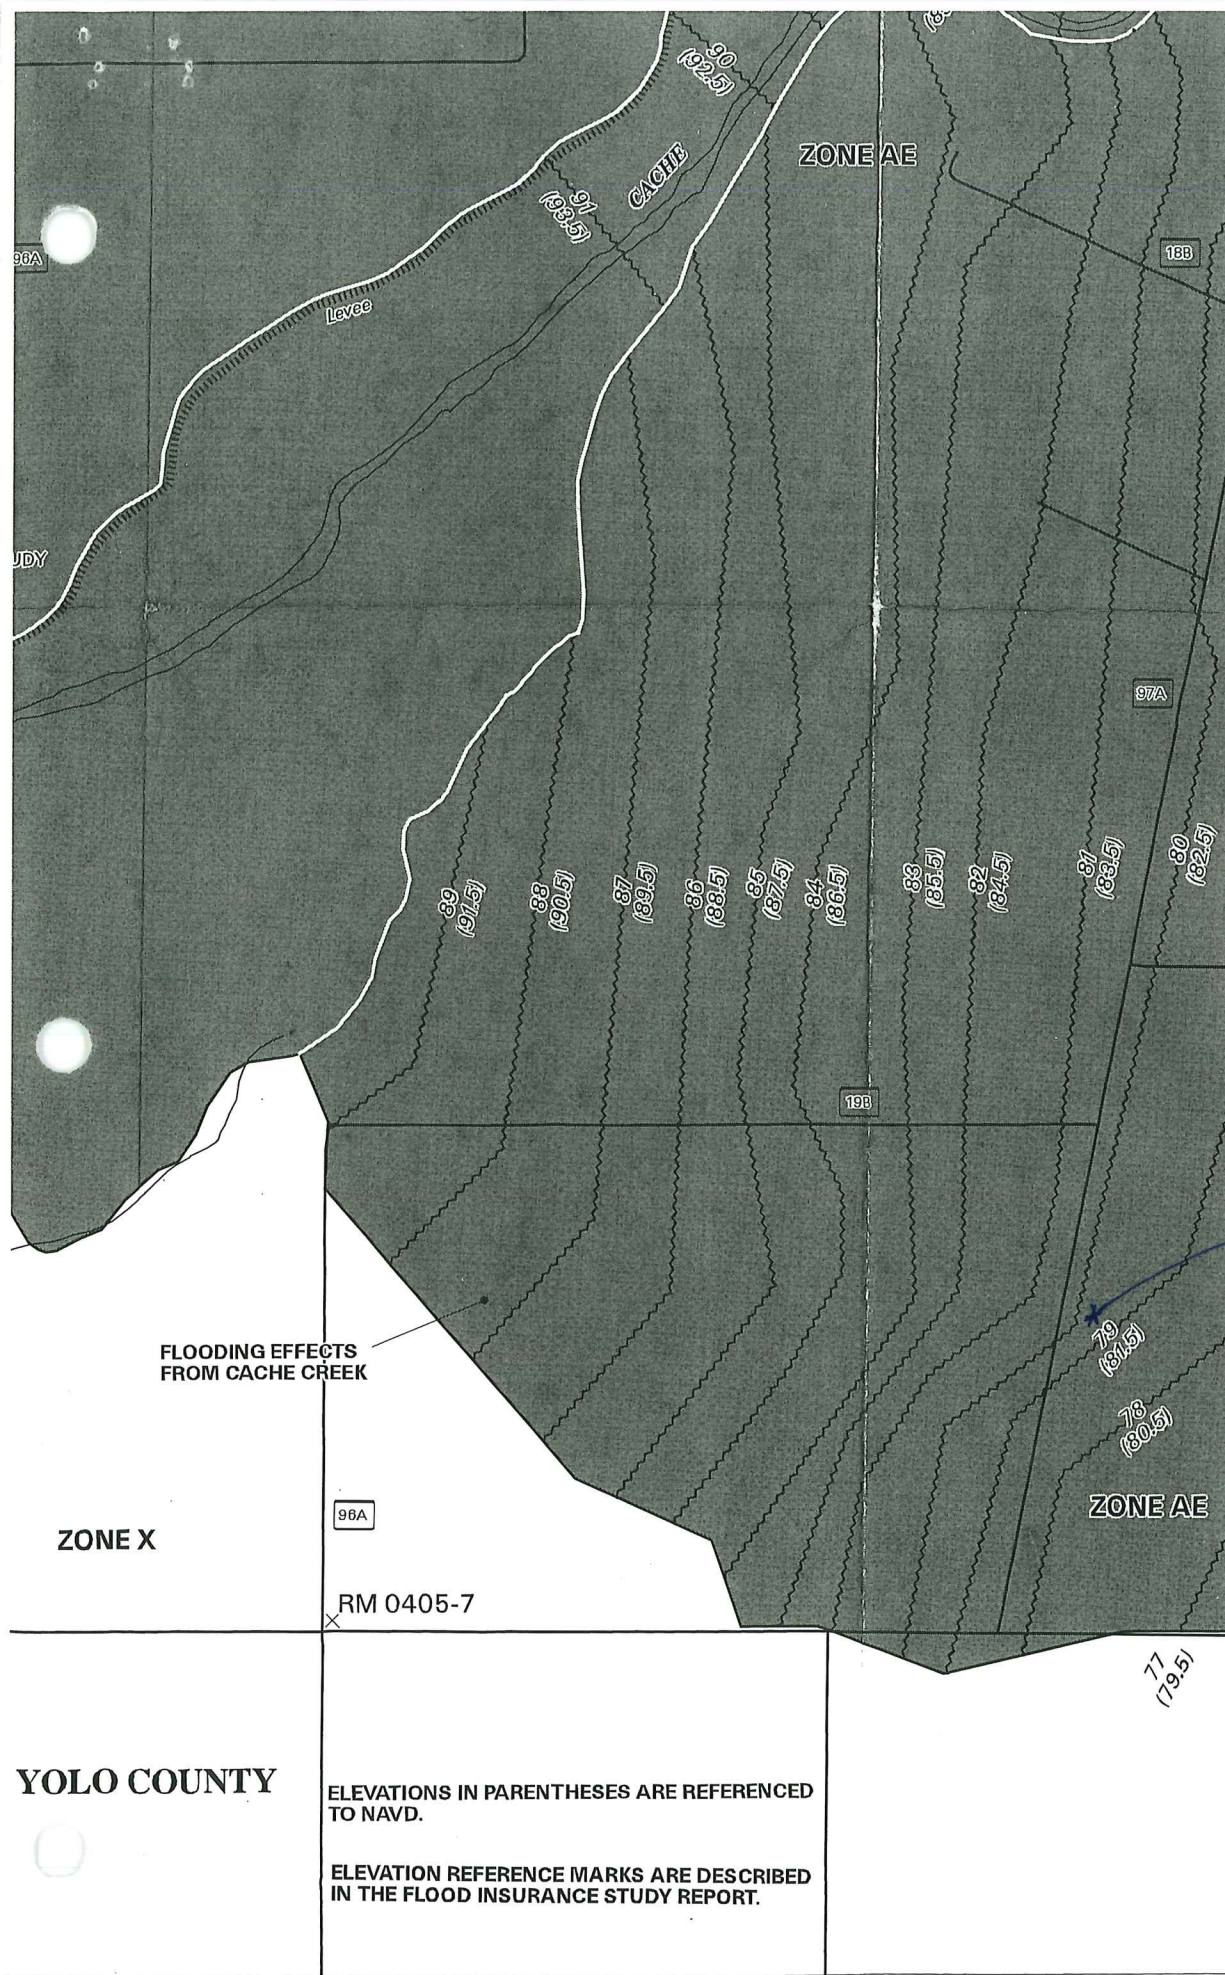 90
(92.5)
ZONE AE
CACHE
91
(93.5)
18B
96A
Levee
UDY
97A
89
(91.5)
88
(90.5)
87
(89.5)
86
(88.5)
85
(87.5)
84
(86.5)
83
(85.5)
82
(84.5)
81
(83.5)
80
(82.5)
19B
FLOODING EFFECTS
FROM CACHE CREEK
79
(81.5)
78
(80.5)
ZONE AE
96A
ZONE X
RM 0405-7
77
(79.5)
YOLO COUNTY
ELEVATIONS IN PARENTHESES ARE REFERENCED
TO NAVD.
ELEVATION REFERENCE MARKS ARE DESCRIBED
IN THE FLOOD INSURANCE STUDY REPORT.